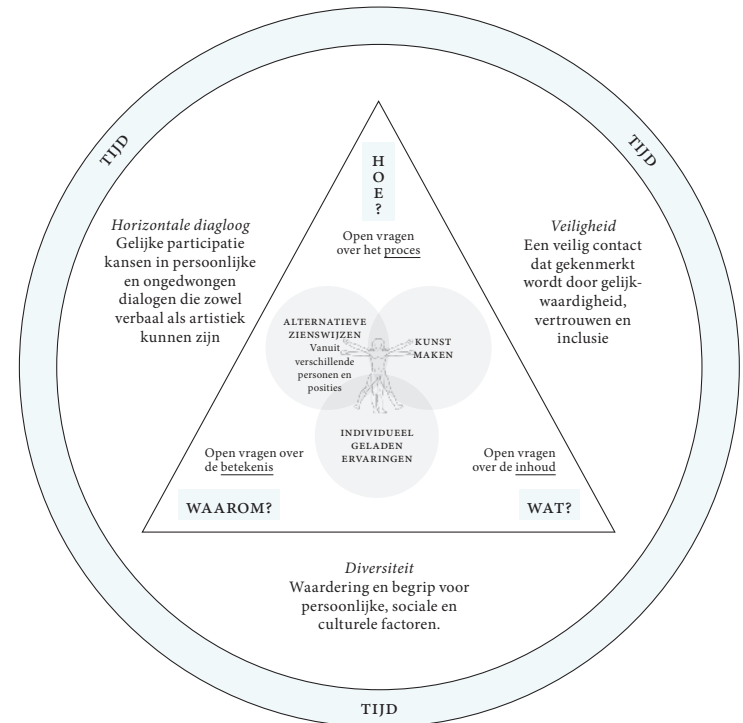 TIJD
TIJD
HOE?
Open vragen
over het proces
Horizontale diagloog
Gelijke participatie
kansen in persoonlijke
en ongedwongen
dialogen die zowel
verbaal als artistiek
kunnen zijn
Veiligheid
Een veilig contact
dat gekenmerkt
wordt door gelijk-
waardigheid,
vertrouwen en
inclusie
ALTERNATIEVE
ZIENSWIJZEN
Vanuit
verschillende
personen en
posities
KUNST
MAKEN
INDIVIDUEEL
GELADEN
ERVARINGEN
Open vragen over
de betekenis
WAAROM?
Open vragen
over de inhoud
WAT?
Diversiteit
Waardering en begrip voor
persoonlijke, sociale en
culturele factoren.
TIJD